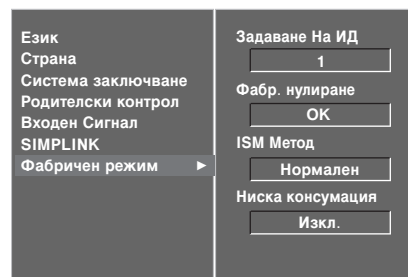 Език
Страна
Система заключване
Родителски контрол
Входен Сигнал
SIMPLINK
Фабричен режим ►
Задаване На ИД
1
Фабр. нулиране
OK
ISM Метод
Нормален
Ниска консумация
Изкл.